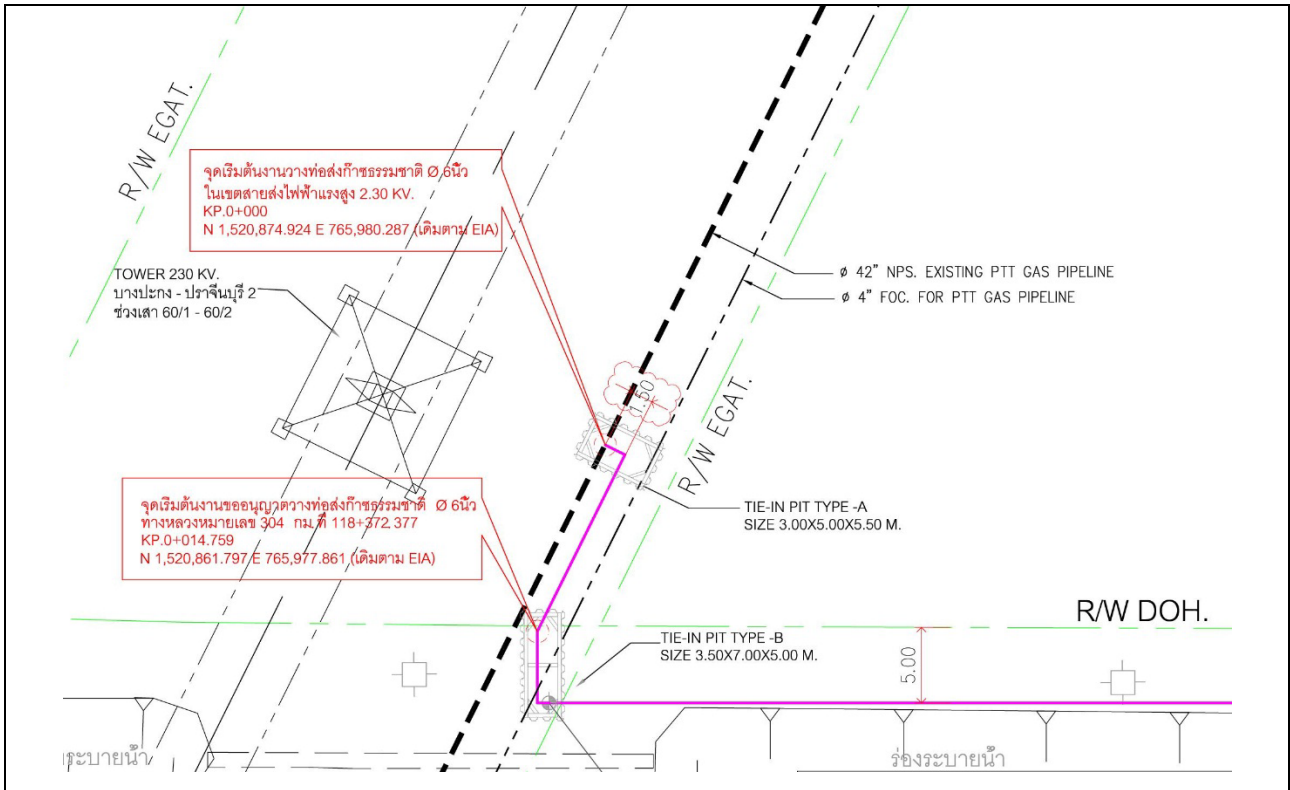 R/W EGAT.
จุดเริ่มต้นงานวางท่อส่งก๊าซธรรมชาติ Ø 6นิ้ว
ในเขตสายส่งไฟฟ้าแรงสูง 2.30 KV.
KP.0+000
N 1,520,874.924 E 765,980.287 (เดิมตาม EIA)
TOWER 230 KV.
บางปะกง - ปราจีนบุรี 2
ช่วงเสา 60/1 - 60/2
ø 42" NPS. EXISTING PTT GAS PIPELINE
ø 4" FOC. FOR PTT GAS PIPELINE
1.50
R/W EGAT.
จุดเริ่มต้นงานขออนุญาตวางท่อส่งก๊าซธรรมชาติ Ø 6นิ้ว
ทางหลวงหมายเลข 304 กม.ที่ 118+372.377
KP.0+014.759
N 1,520,861.797 E 765,977.861 (เดิมตาม EIA)
TIE-IN PIT TYPE -A
SIZE 3.00X5.00X5.50 M.
R/W DOH.
TIE-IN PIT TYPE -B
SIZE 3.50X7.00X5.00 M.
5.00
ระบายน้ำ
ร่องระบายน้ำ